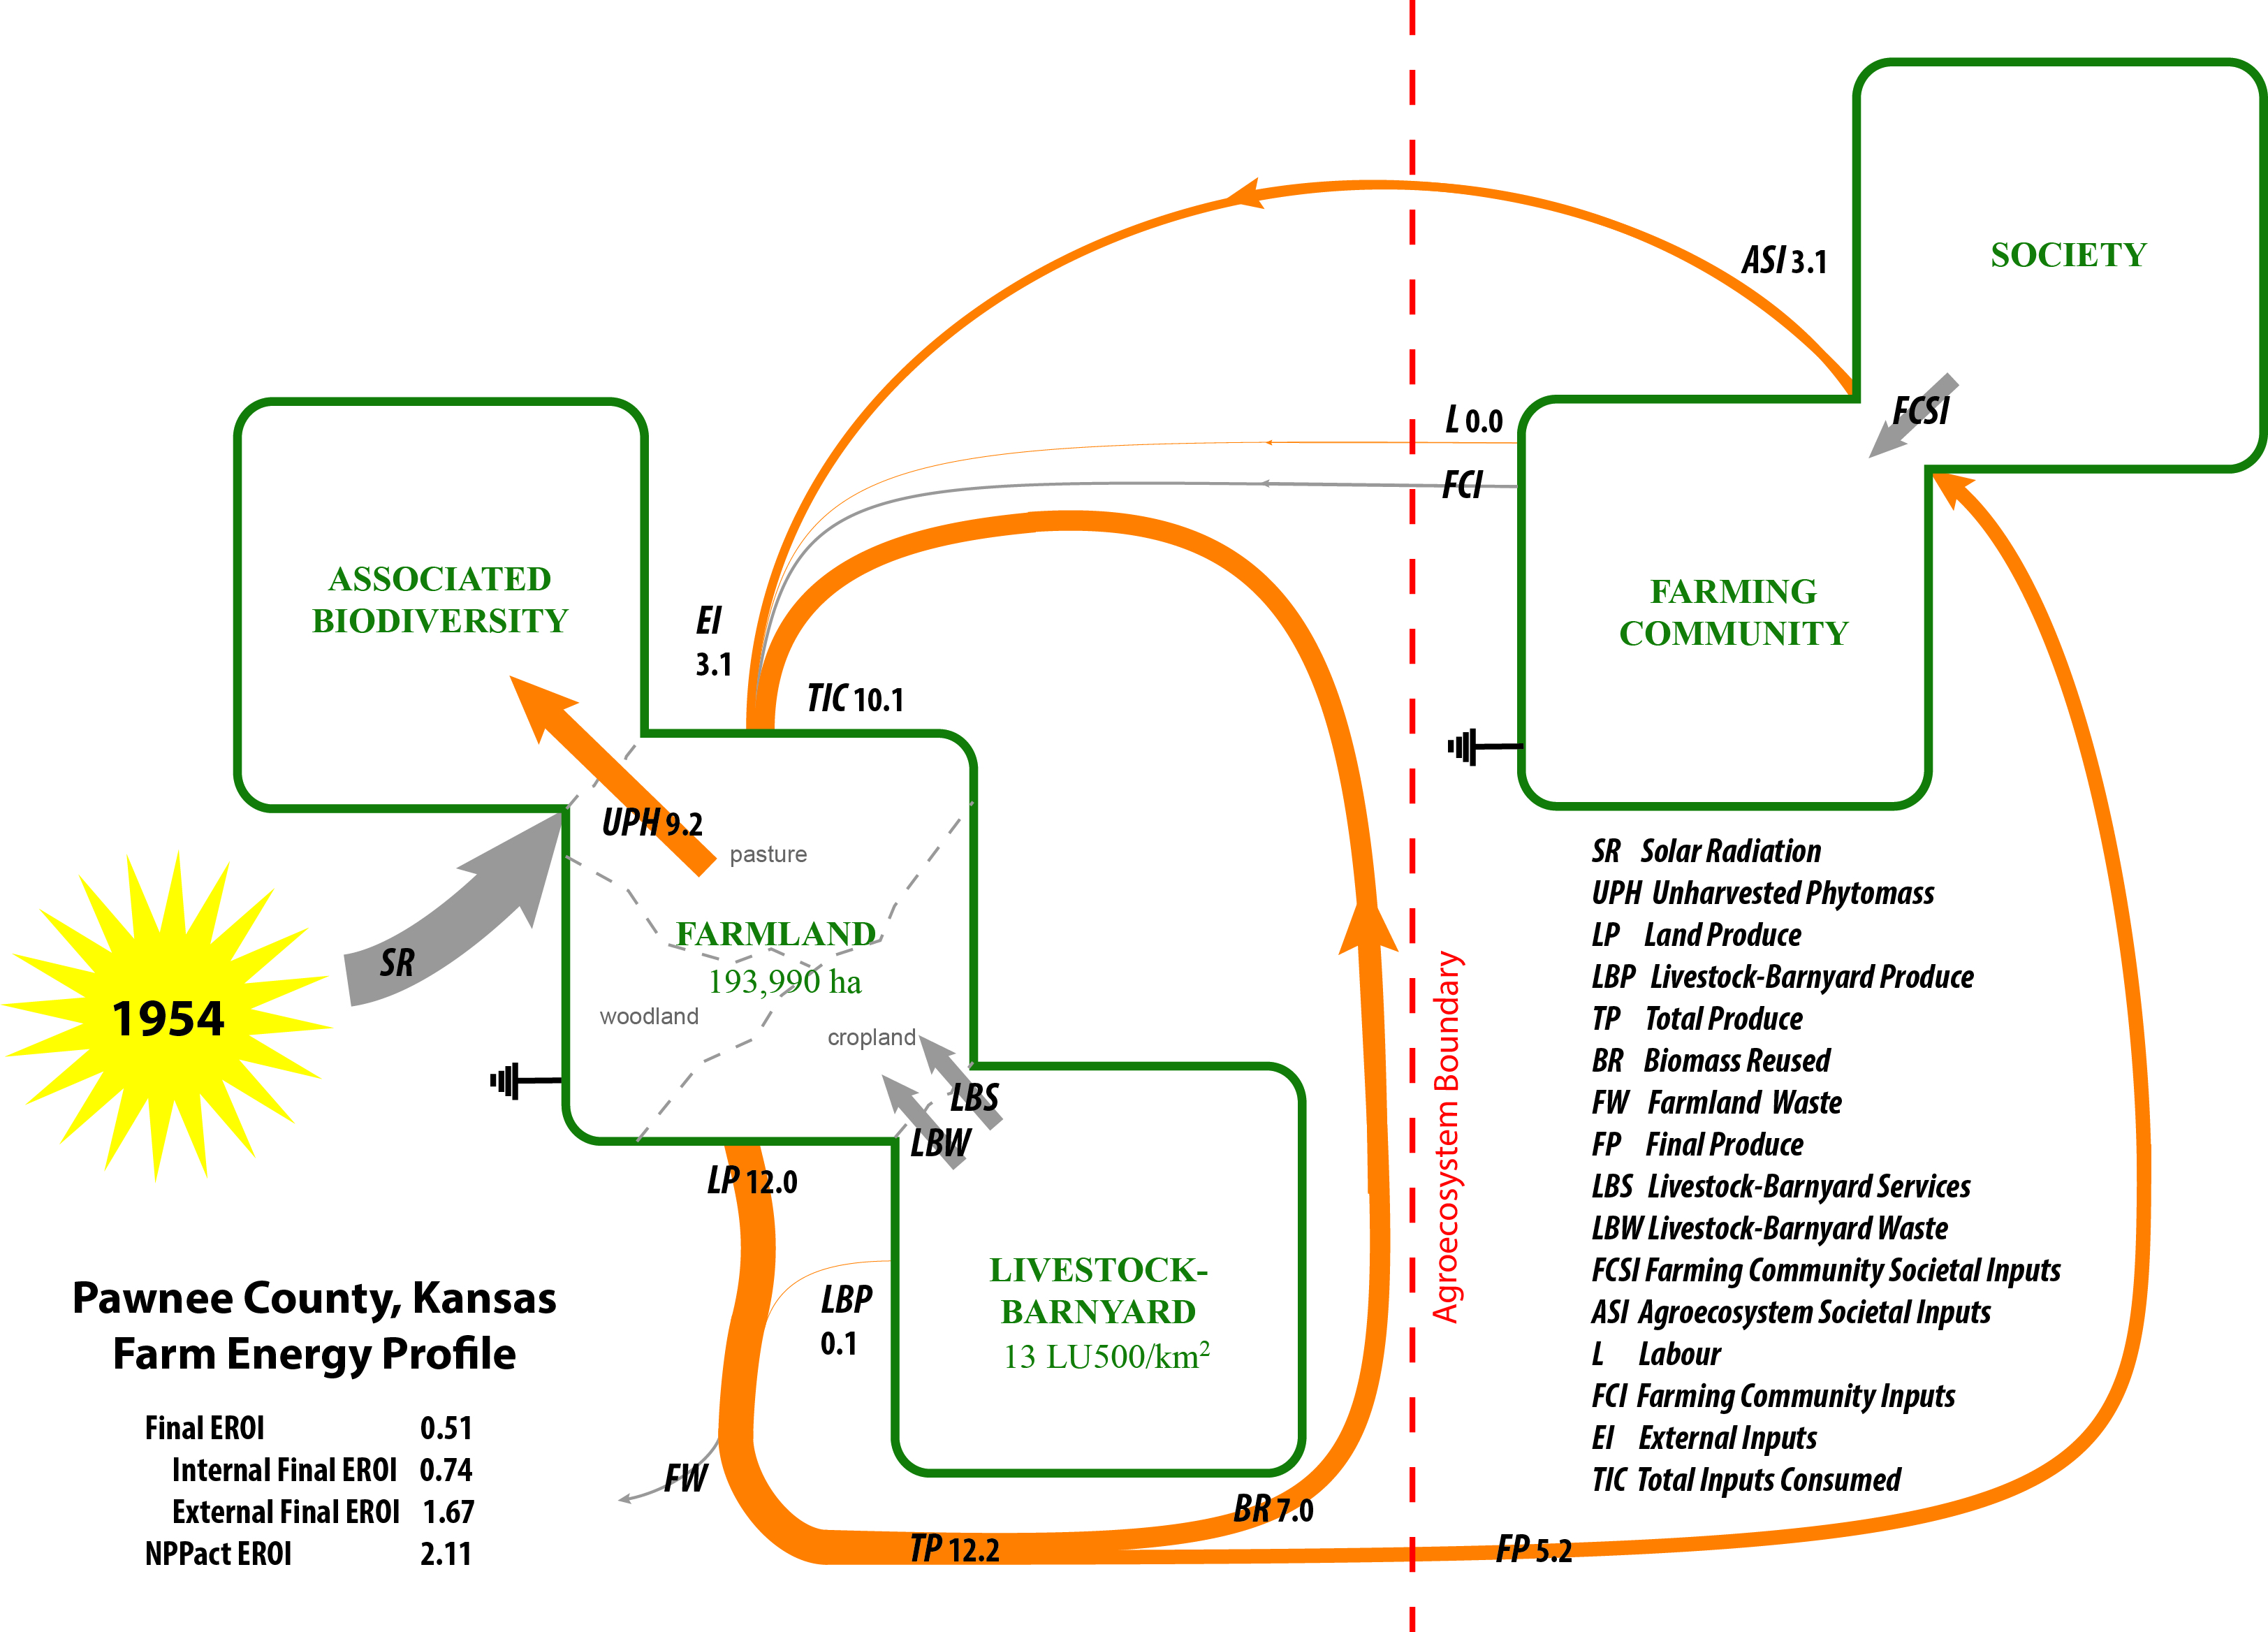 SOCIETY
ASI 3.1
FCSI
L 0.0
FCI
ASSOCIATED
BIODIVERSITY
FARMING
COMMUNITY
EI
3.1
TIC 10.1
UPH 9.2
pasture
FARMLAND
193,990 ha
woodland
cropland
SR
1954
LBS
LBW
LP 12.0
LBP
0.1
LIVESTOCK-
BARNYARD
13 LU500/km²
FW
BR 7.0
TP 12.2
FP 5.2
Agroecosystem Boundary
SR Solar Radiation
UPH Unharvested Phytomass
LP Land Produce
LBP Livestock-Barnyard Produce
TP Total Produce
BR Biomass Reused
FW Farmland Waste
FP Final Produce
LBS Livestock-Barnyard Services
LBW Livestock-Barnyard Waste
FCSI Farming Community Societal Inputs
ASI Agroecosystem Societal Inputs
L Labour
FCI Farming Community Inputs
EI External Inputs
TIC Total Inputs Consumed
Pawnee County, Kansas
Farm Energy Profile
Final EROI 0.51
Internal Final EROI 0.74
External Final EROI 1.67
NPPact EROI 2.11